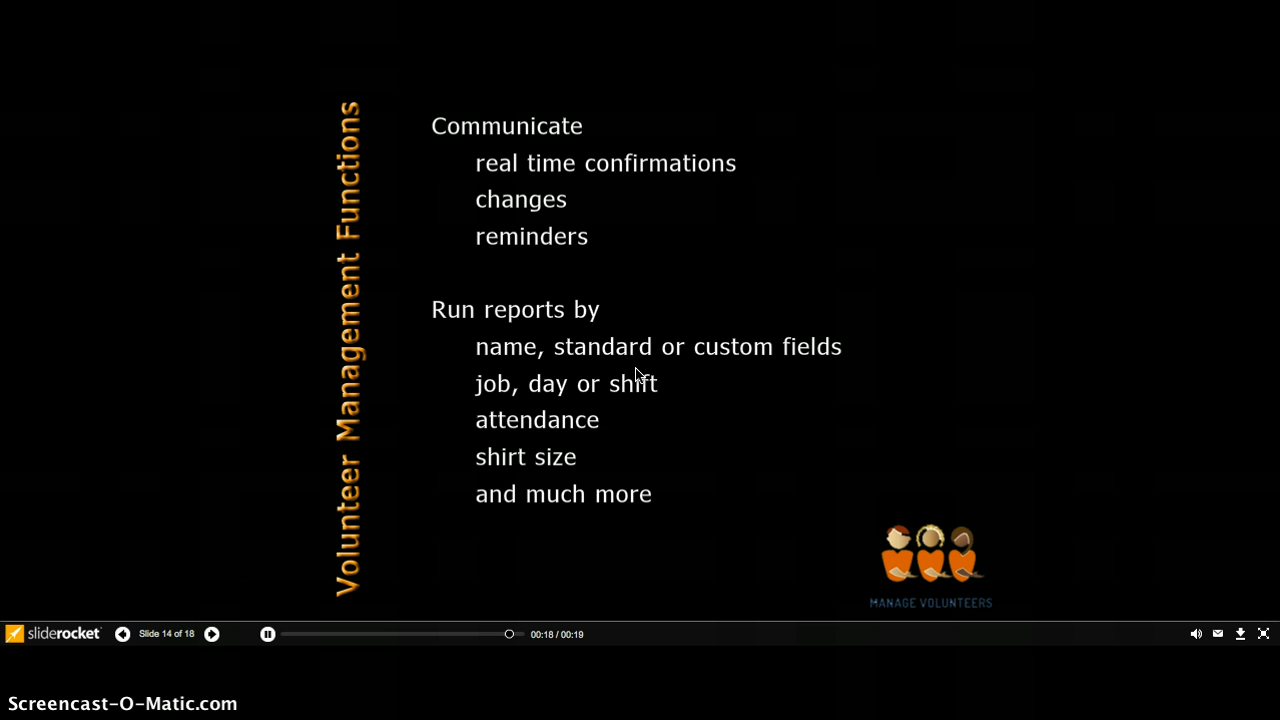 Volunteer Management Functions
Communicate
real time confirmations
changes
reminders
Run reports by
name, standard or custom fields
job, day or shift
attendance
shirt size
and much more
MANAGE VOLUNTEERS
sliderocket
Slide 14 of 18
00:18 / 00:19
Screencast-O-Matic.com